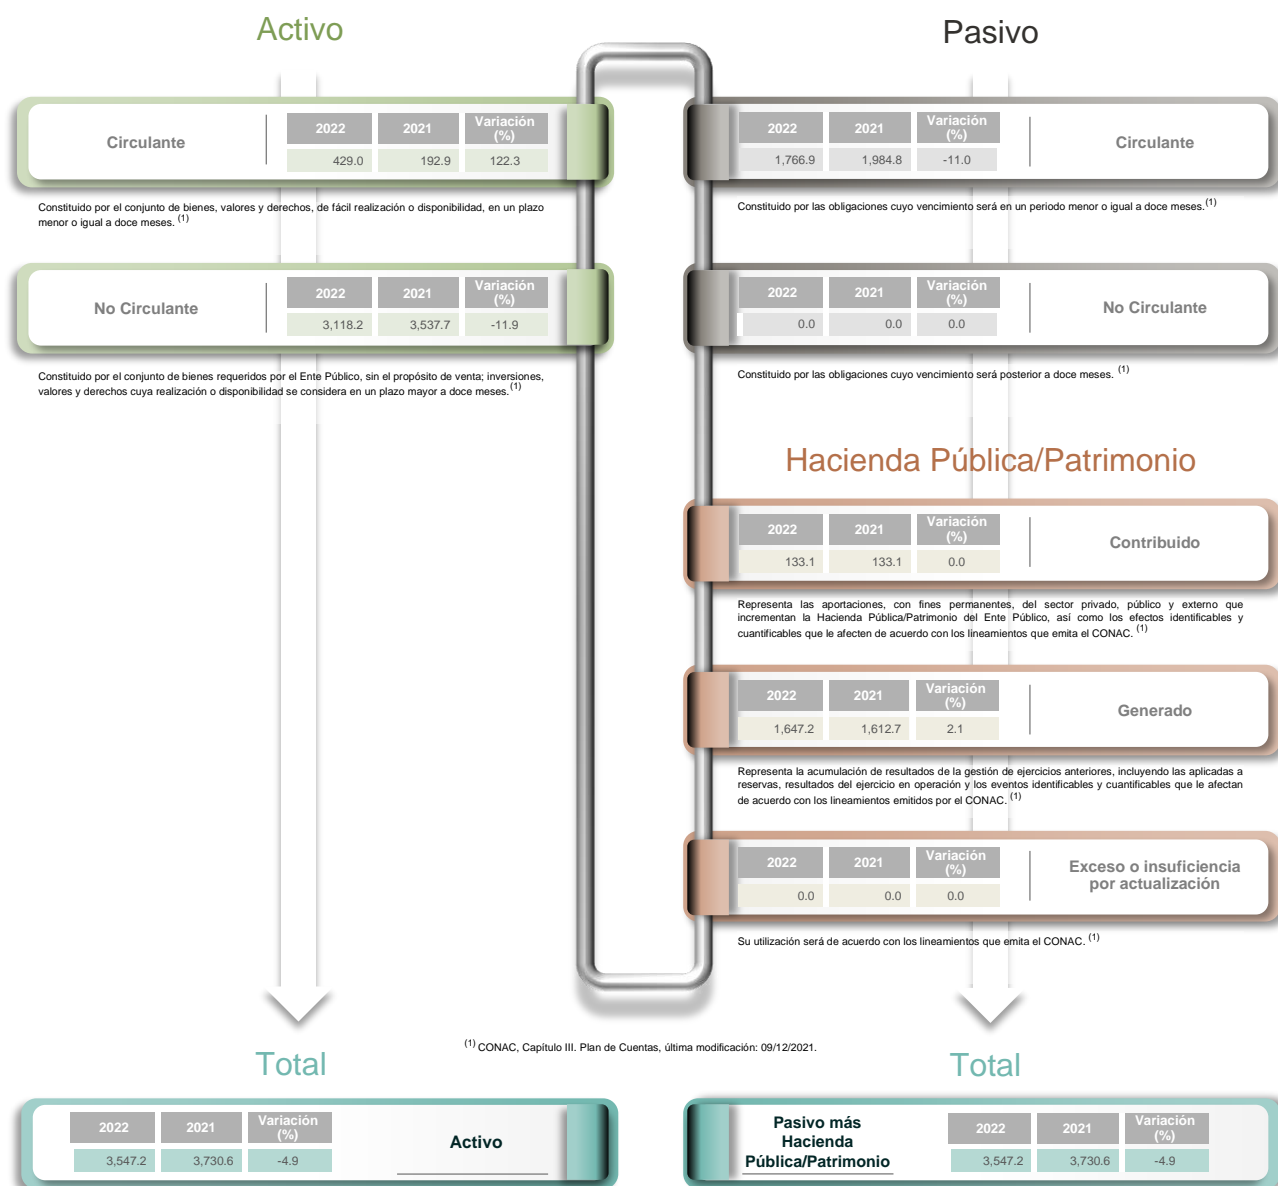 Activo
Circulante
2022 2021 Variación (%)
429.0 192.9 122.3
Constituido por el conjunto de bienes, valores y derechos, de fácil realización o disponibilidad, en un plazo
menor o igual a doce meses. (1)
No Circulante
2022 2021 Variación (%)
3,118.2 3,537.7 -11.9
Constituido por el conjunto de bienes requeridos por el Ente Público, sin el propósito de venta; inversiones,
valores y derechos cuya realización o disponibilidad se considera en un plazo mayor a doce meses. (1)
Pasivo
2022 2021 Variación (%)
1,766.9 1,984.8 -11.0
Circulante
Constituido por las obligaciones cuyo vencimiento será en un periodo menor o igual a doce meses. (1)
2022 2021 Variación (%)
0.0 0.0 0.0
No Circulante
Constituido por las obligaciones cuyo vencimiento será posterior a doce meses. (1)
Hacienda Pública/Patrimonio
2022 2021 Variación (%)
133.1 133.1 0.0
Contribuido
Representa las aportaciones, con fines permanentes, del sector privado, público y externo que
incrementan la Hacienda Pública/Patrimonio del Ente Público, así como los efectos identificables y
cuantificables que le afecten de acuerdo con los lineamientos que emita el CONAC. (1)
2022 2021 Variación (%)
1,647.2 1,612.7 2.1
Generado
Representa la acumulación de resultados de la gestión de ejercicios anteriores, incluyendo las aplicadas a
reservas, resultados del ejercicio en operación y los eventos identificables y cuantificables que le afectan
de acuerdo con los lineamientos emitidos por el CONAC. (1)
2022 2021 Variación (%)
0.0 0.0 0.0
Exceso o insuficiencia
por actualización
Su utilización será de acuerdo con los lineamientos que emita el CONAC. (1)
(1) CONAC, Capítulo III. Plan de Cuentas, última modificación: 09/12/2021.
Total
2022 2021 Variación (%)
3,547.2 3,730.6 -4.9
Activo
Total
Pasivo más
Hacienda
Pública/Patrimonio
2022 2021 Variación (%)
3,547.2 3,730.6 -4.9